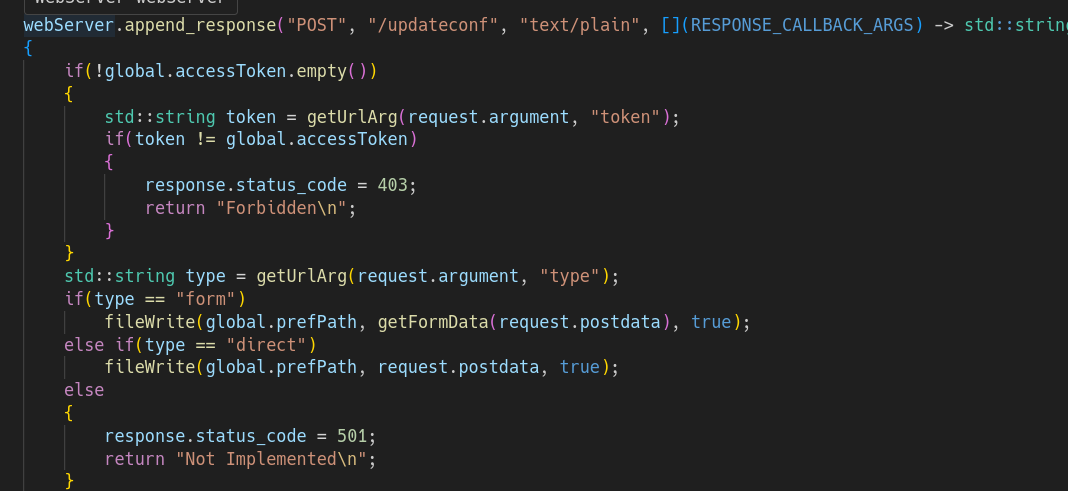 webServer webServer
webServer.append_response("POST", "/updateconf", "text/plain", [](RESPONSE_CALLBACK_ARGS) -> std::string
{
    if(!global.accessToken.empty())
    {
        std::string token = getUrlArg(request.argument, "token");
        if(token != global.accessToken)
        {
            response.status_code = 403;
            return "Forbidden\n";
        }
    }
    std::string type = getUrlArg(request.argument, "type");
    if(type == "form")
        fileWrite(global.prefPath, getFormData(request.postdata), true);
    else if(type == "direct")
        fileWrite(global.prefPath, request.postdata, true);
    else
    {
        response.status_code = 501;
        return "Not Implemented\n";
    }